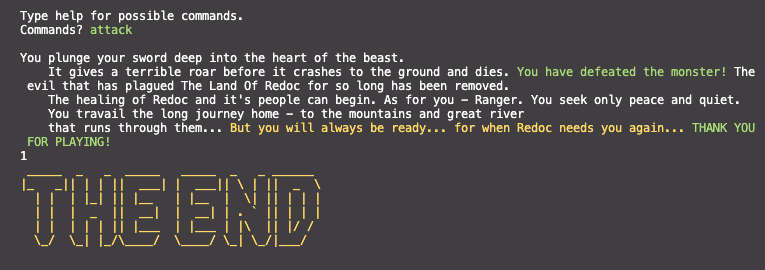 Type help for possible commands.
Commands? attack
You plunge your sword deep into the heart of the beast.
It gives a terrible roar before it crashes to the ground and dies. You have defeated the monster! The
evil that has plagued The Land Of Redoc for so long has been removed.
The healing of Redoc and it's people can begin. As for you - Ranger. You seek only peace and quiet.
You travail the long journey home - to the mountains and great river
that runs through them... But you will always be ready... for when Redoc needs you again... THANK YOU
FOR PLAYING!
1
THE END